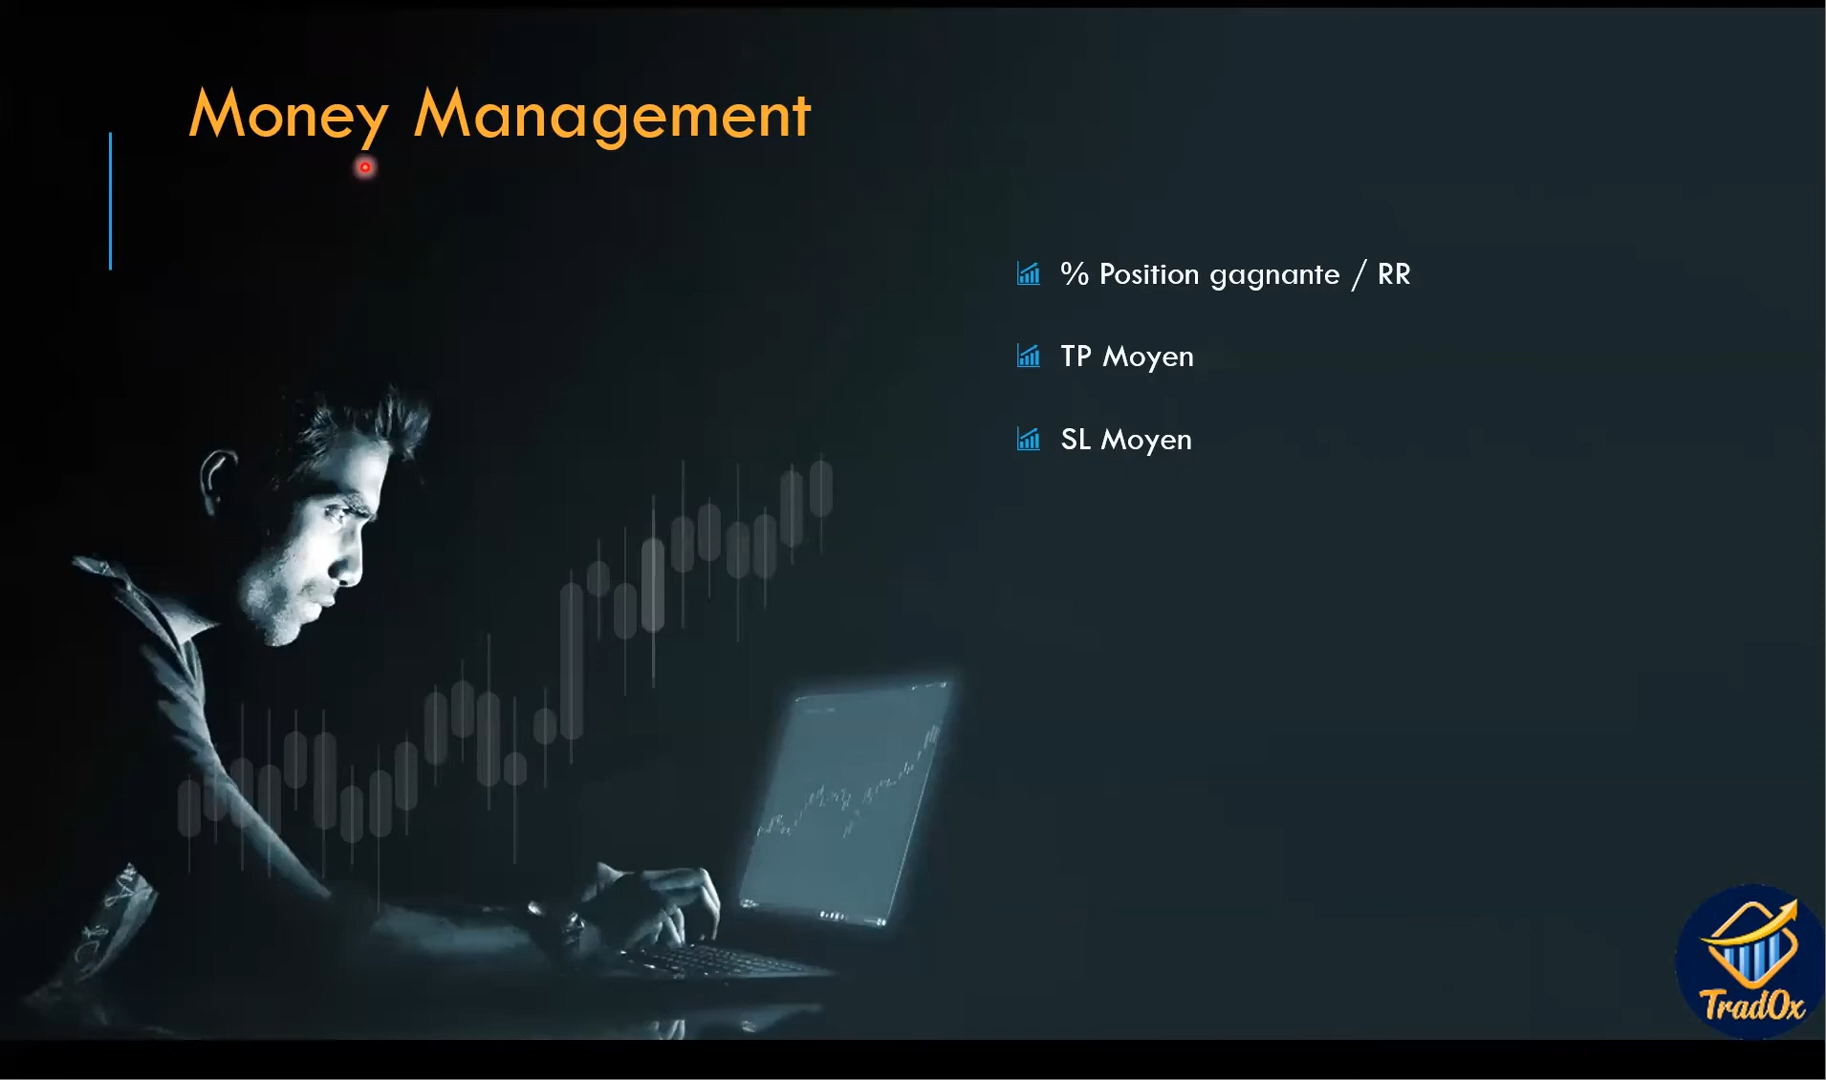 Money Management
% Position gagnante / RR
TP Moyen
SL Moyen
TradOx